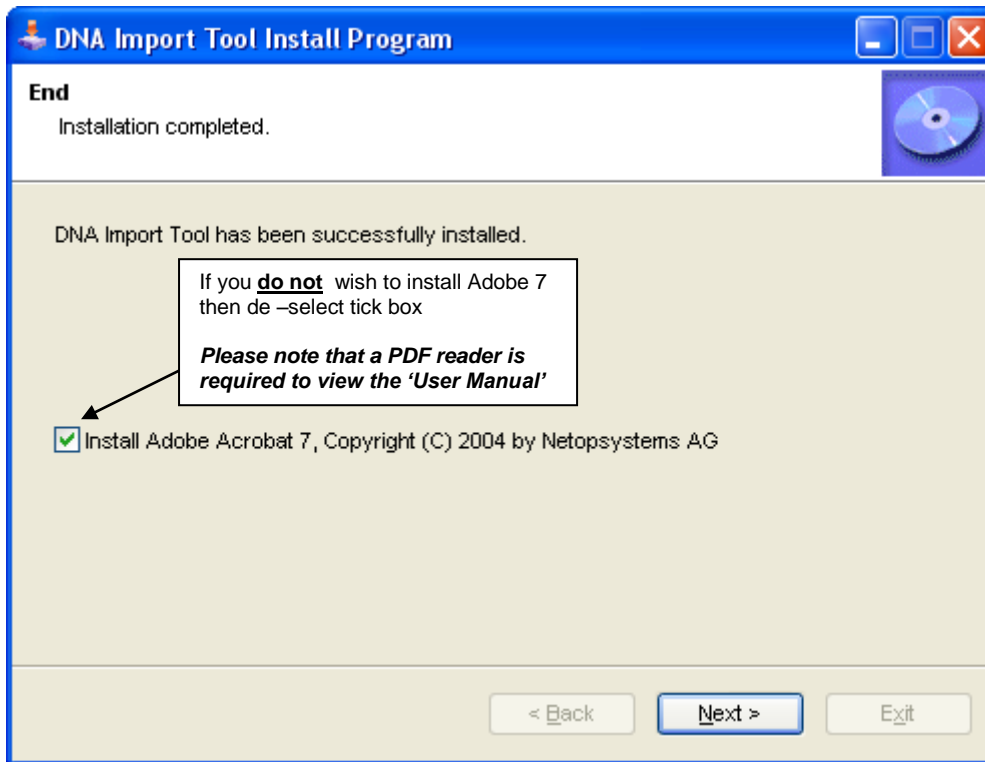 DNA Import Tool Install Program
End
Installation completed.
DNA Import Tool has been successfully installed.
If you do not wish to install Adobe 7
then de –select tick box
Please note that a PDF reader is
required to view the ‘User Manual’
Install Adobe Acrobat 7, Copyright (C) 2004 by Netopsystems AG
< Back Next > Exit